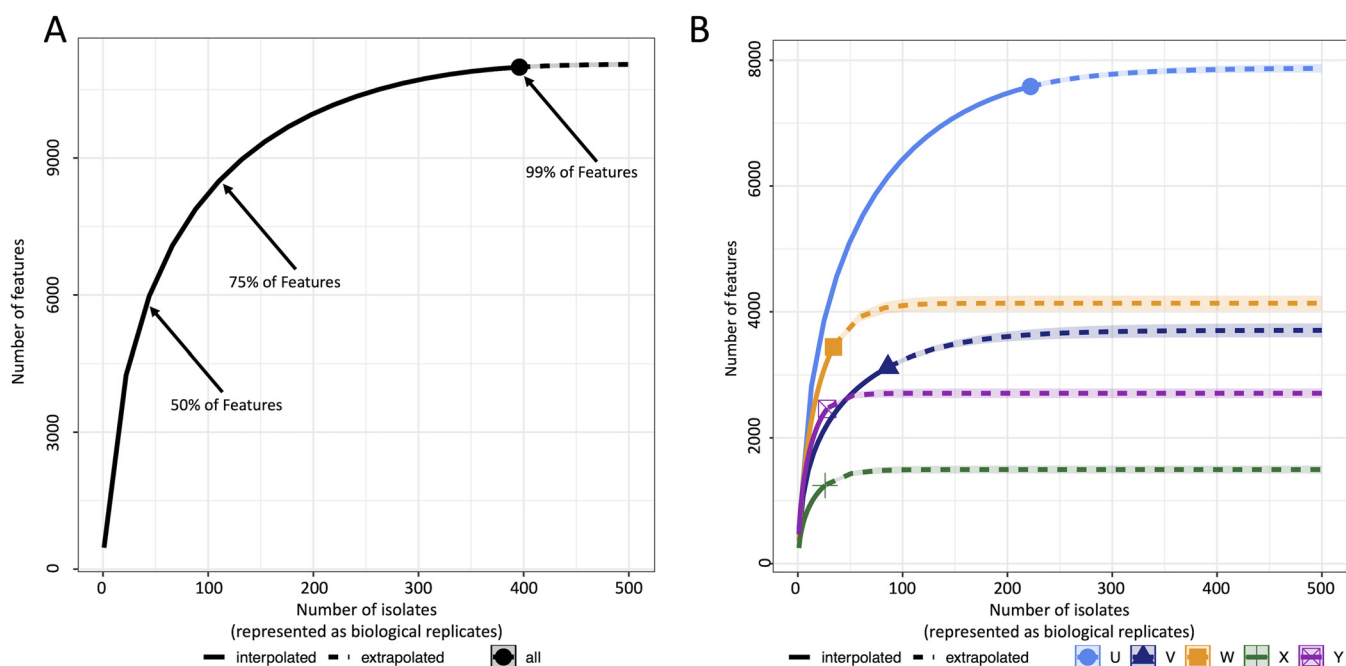 A
Number of features
9000
6000
3000
0
99% of Features
75% of Features
50% of Features
0 100 200 300 400 500
Number of isolates
(represented as biological replicates)
interpolated extrapolated all
B
Number of features
8000
6000
4000
2000
0
0 100 200 300 400 500
Number of isolates
(represented as biological replicates)
interpolated extrapolated U V W X Y